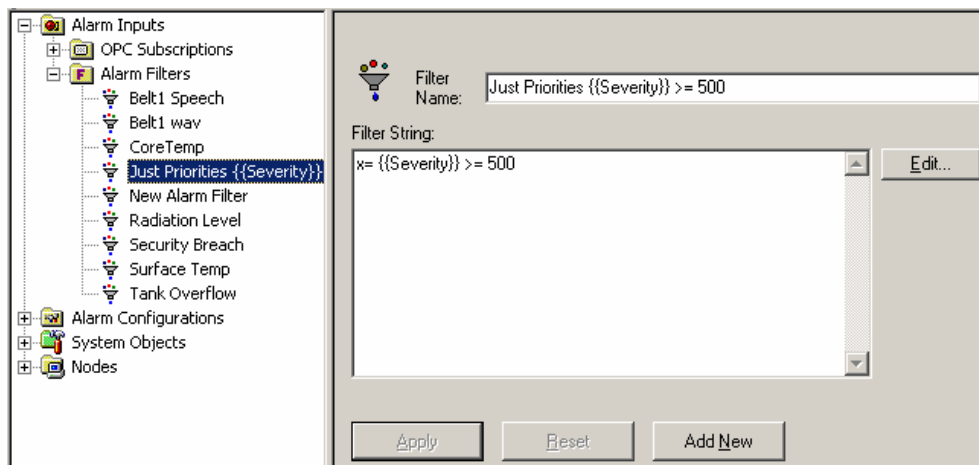 Alarm Inputs
OPC Subscriptions
Alarm Filters
Belt1 Speech
Belt1 wav
CoreTemp
Just Priorities {{Severity}}
New Alarm Filter
Radiation Level
Security Breach
Surface Temp
Tank Overflow
Alarm Configurations
System Objects
Nodes
Filter
Name:
Just Priorities {{Severity}} >= 500
Filter String:
x= {{Severity}} >= 500
Edit...
Apply
Reset
Add New